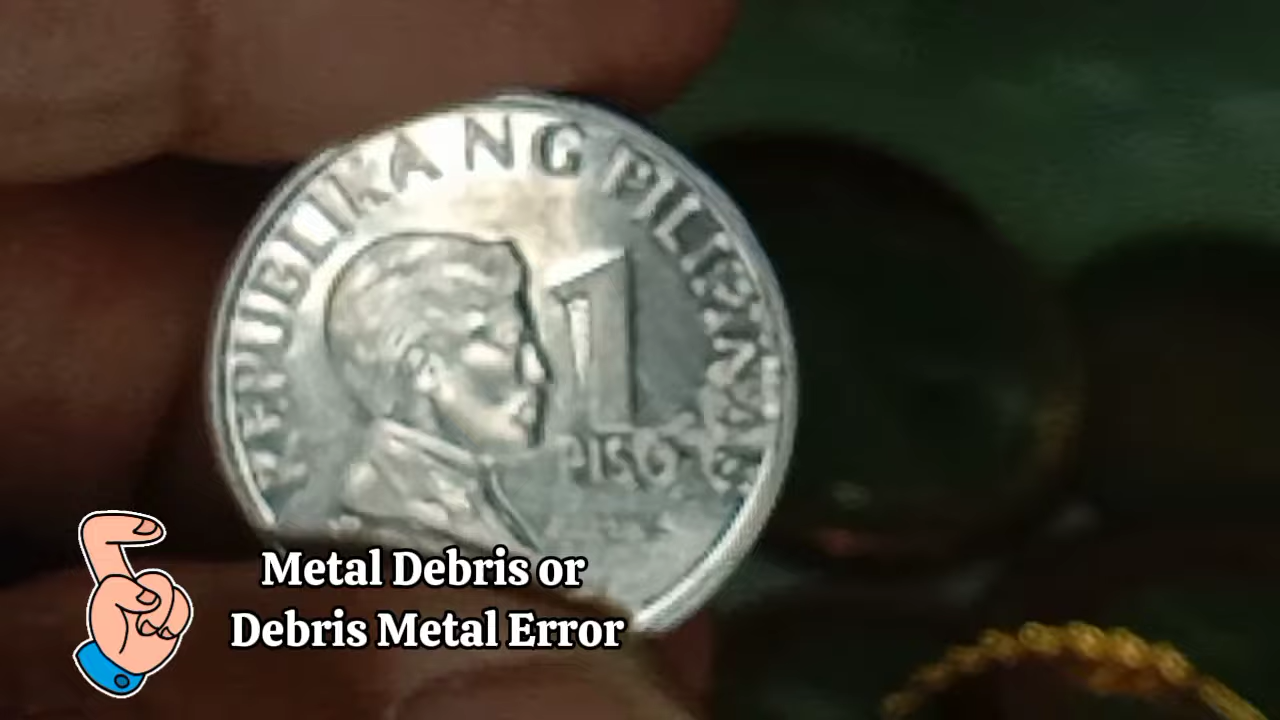 REPUBLIKA NG PILIPINAS
1
PISO
Metal Debris or
Debris Metal Error